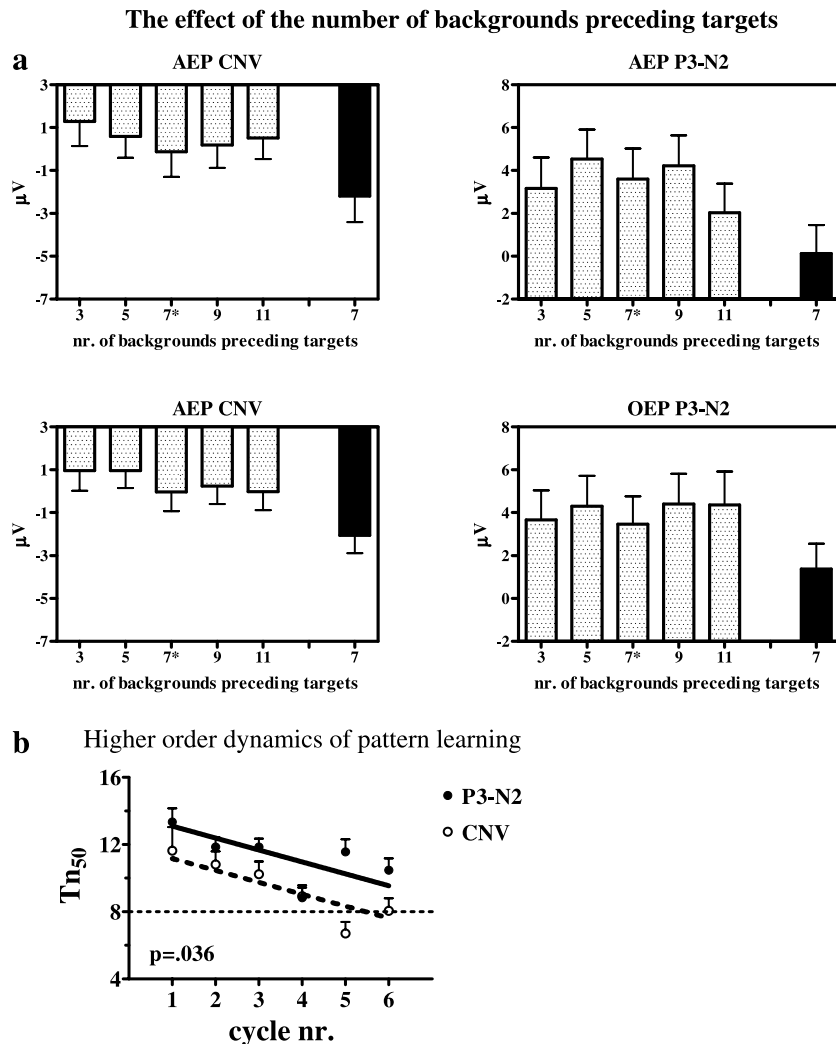 The effect of the number of backgrounds preceding targets
a
AEP CNV
3
1
-1
-3
-5
-7
μV
3 5 7* 9 11 7
nr. of backgrounds preceding targets
AEP P3-N2
8
6
4
2
0
-2
μV
3 5 7* 9 11 7
nr. of backgrounds preceding targets
AEP CNV
3
1
-1
-3
-5
-7
μV
3 5 7* 9 11 7
nr. of backgrounds preceding targets
OEP P3-N2
8
6
4
2
0
-2
μV
3 5 7* 9 11 7
nr. of backgrounds preceding targets
b Higher order dynamics of pattern learning
16
12
8
4
Tn50
P3-N2
CNV
p=.036
1 2 3 4 5 6
cycle nr.